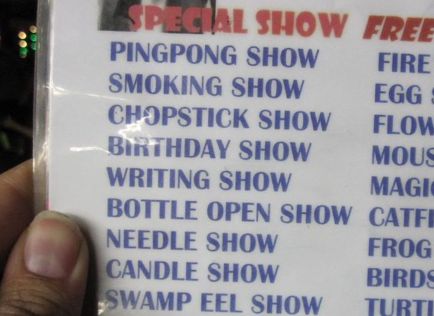 SPECIAL SHOW FREE
PINGPONG SHOW FIRE
SMOKING SHOW EGG
CHOPSTICK SHOW FLOW
BIRTHDAY SHOW MOUS
WRITING SHOW MAGIC
BOTTLE OPEN SHOW CATF
NEEDLE SHOW FROG
CANDLE SHOW BIRDS
SWAMP EEL SHOW TURTL